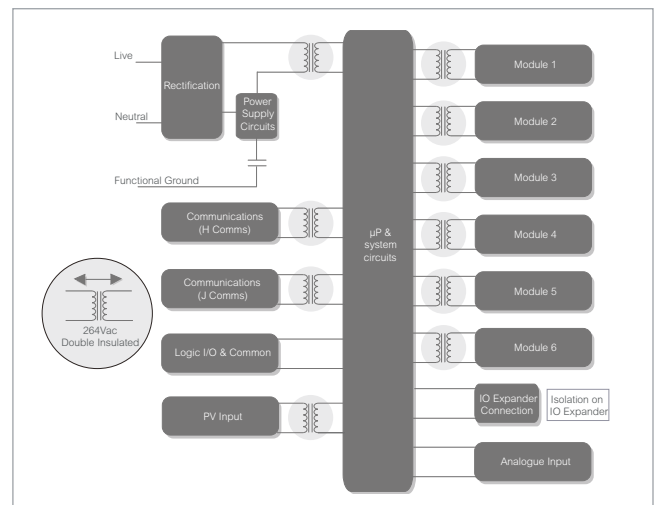 Live
Rectification
Neutral
Power
Supply
Circuits
Functional Ground
Communications
(H Comms)
Communications
(J Comms)
264Vac
Double Insulated
Logic I/O & Common
PV Input
µP &
system
circuits
Module 1
Module 2
Module 3
Module 4
Module 5
Module 6
IO Expander
Connection
Isolation on
IO Expander
Analogue Input